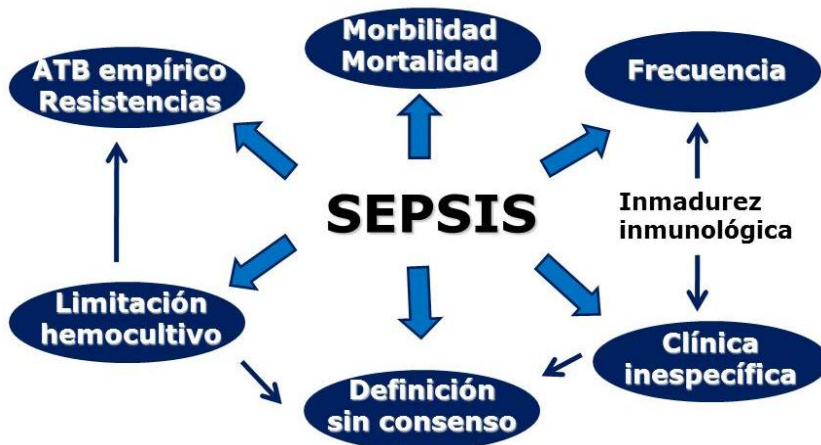 Morbilidad
Mortalidad
ATB empírico
Resistencias
Frecuencia
SEPSIS
Inmadurez
inmunológica
Limitación
hemocultivo
Clínica
inespecífica
Definición
sin consenso